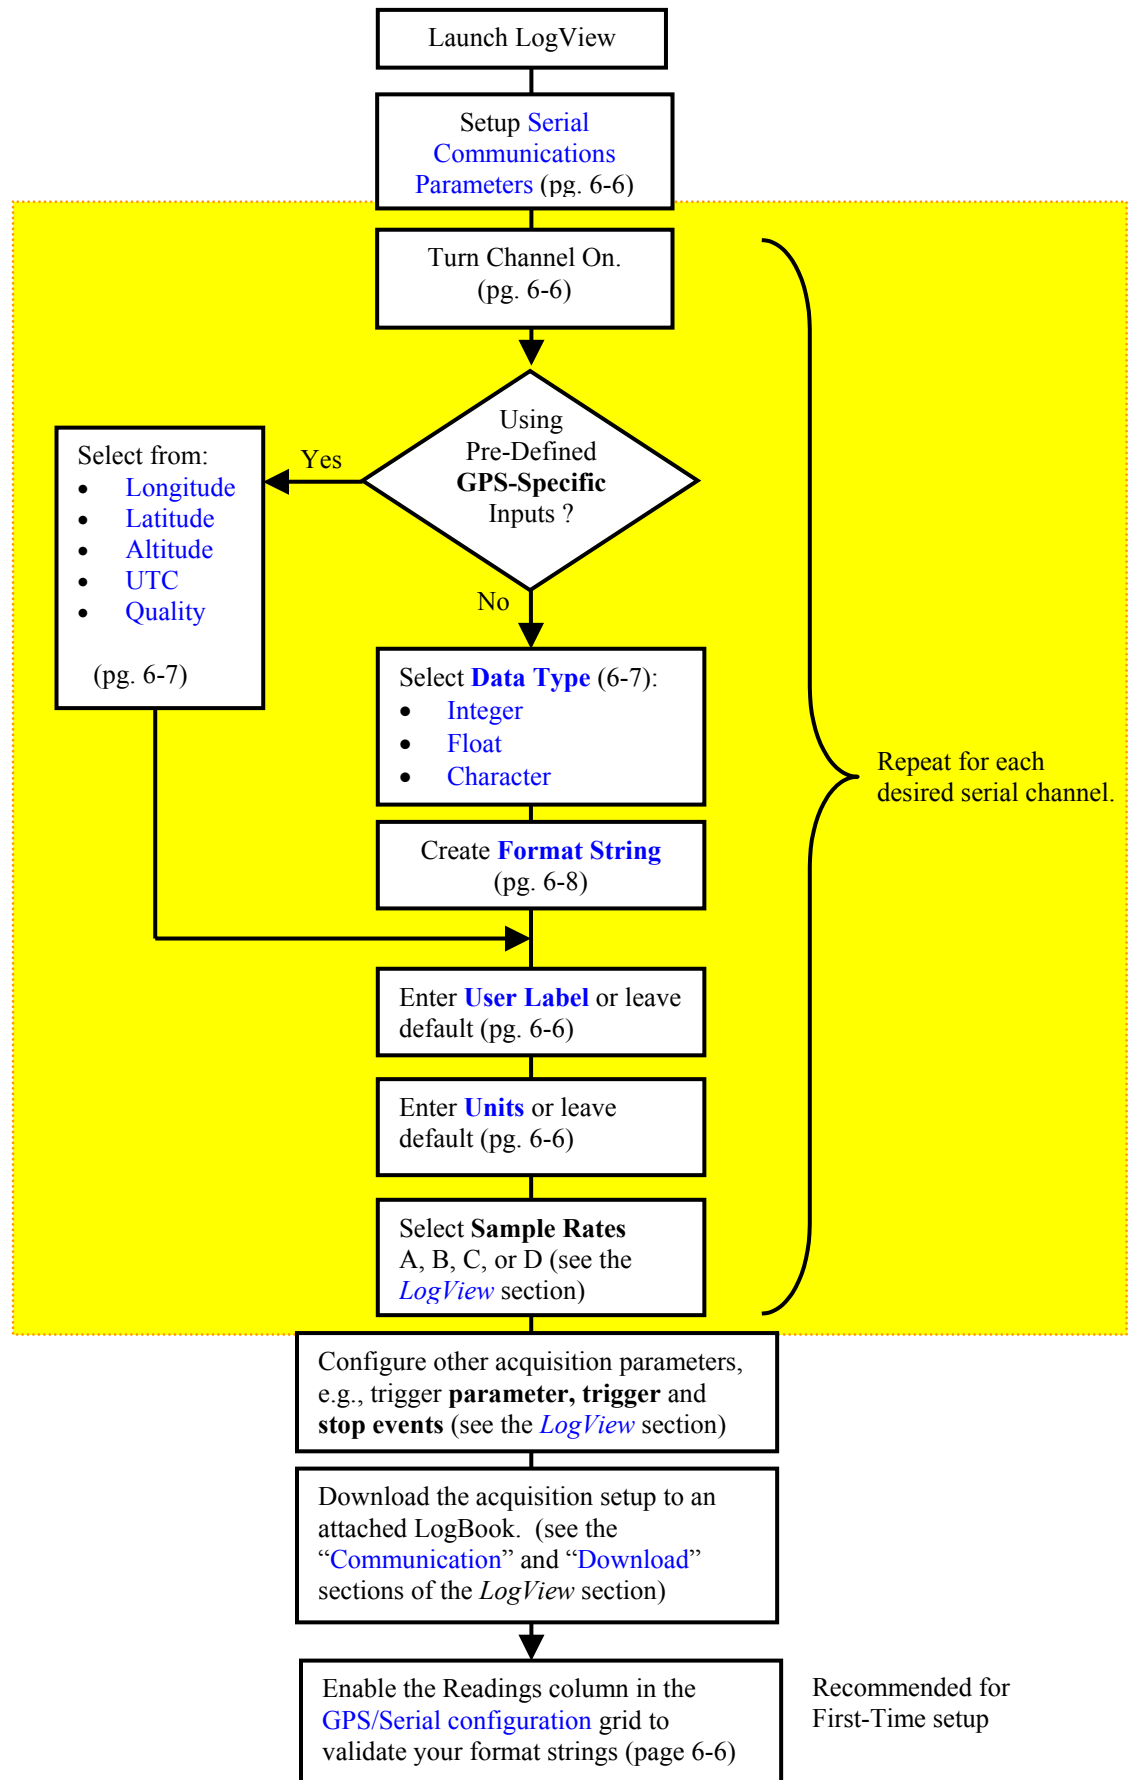 Launch LogView
Setup Serial
Communications
Parameters (pg. 6-6)
Turn Channel On.
(pg. 6-6)
Using
Pre-Defined
GPS-Specific
Inputs ?
Yes
Select from:
• Longitude
• Latitude
• Altitude
• UTC
• Quality
(pg. 6-7)
No
Select Data Type (6-7):
• Integer
• Float
• Character
Create Format String
(pg. 6-8)
Repeat for each
desired serial channel.
Enter User Label or leave
default (pg. 6-6)
Enter Units or leave
default (pg. 6-6)
Select Sample Rates
A, B, C, or D (see the
LogView section)
Configure other acquisition parameters,
e.g., trigger parameter, trigger and
stop events (see the LogView section)
Download the acquisition setup to an
attached LogBook.  (see the
“Communication” and “Download”
sections of the LogView section)
Enable the Readings column in the
GPS/Serial configuration grid to
validate your format strings (page 6-6)
Recommended for
First-Time setup